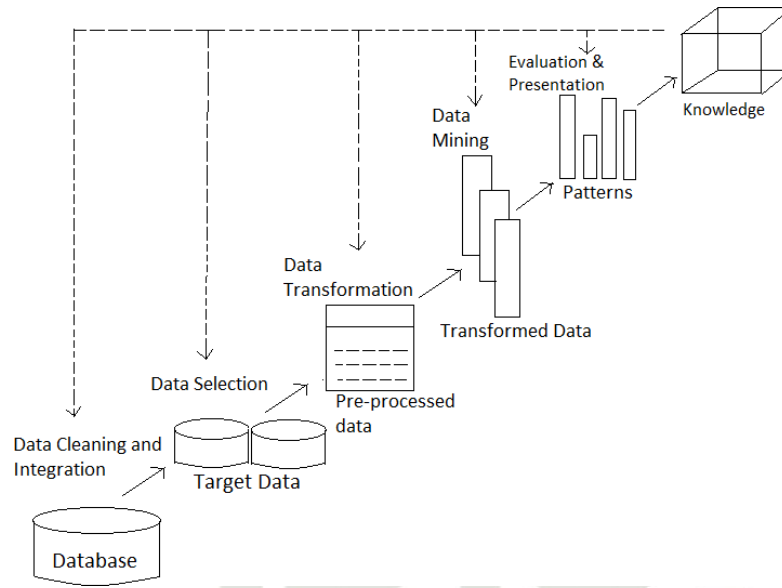 Evaluation &
Presentation
Knowledge
Data
Mining
Patterns
Data
Transformation
Transformed Data
Data Selection
Pre-processed
data
Data Cleaning and
Integration
Target Data
Database